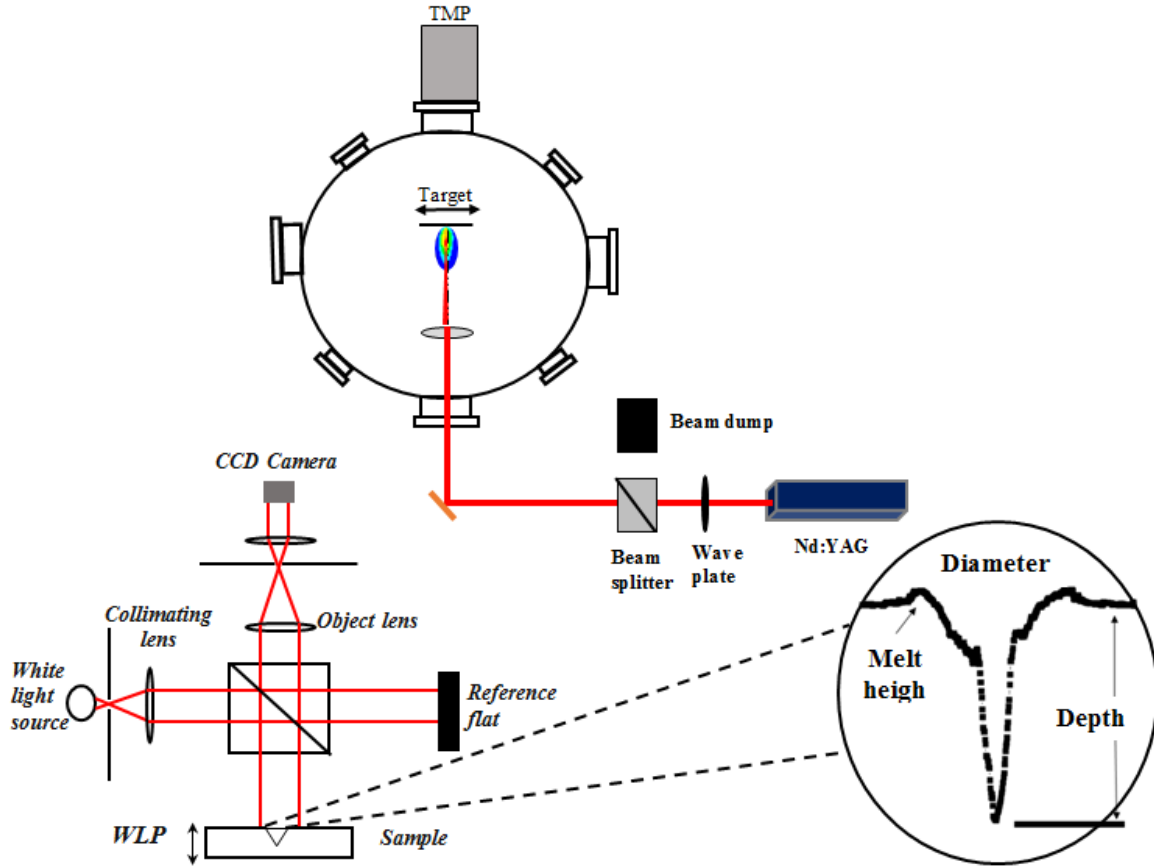 TMP
Target
Beam dump
CCD Camera
Beam
splitter
Wave
plate
Nd:YAG
Diameter
Collimating
lens
Object lens
White
light
source
Reference
flat
Melt
heigh
Depth
WLP
Sample